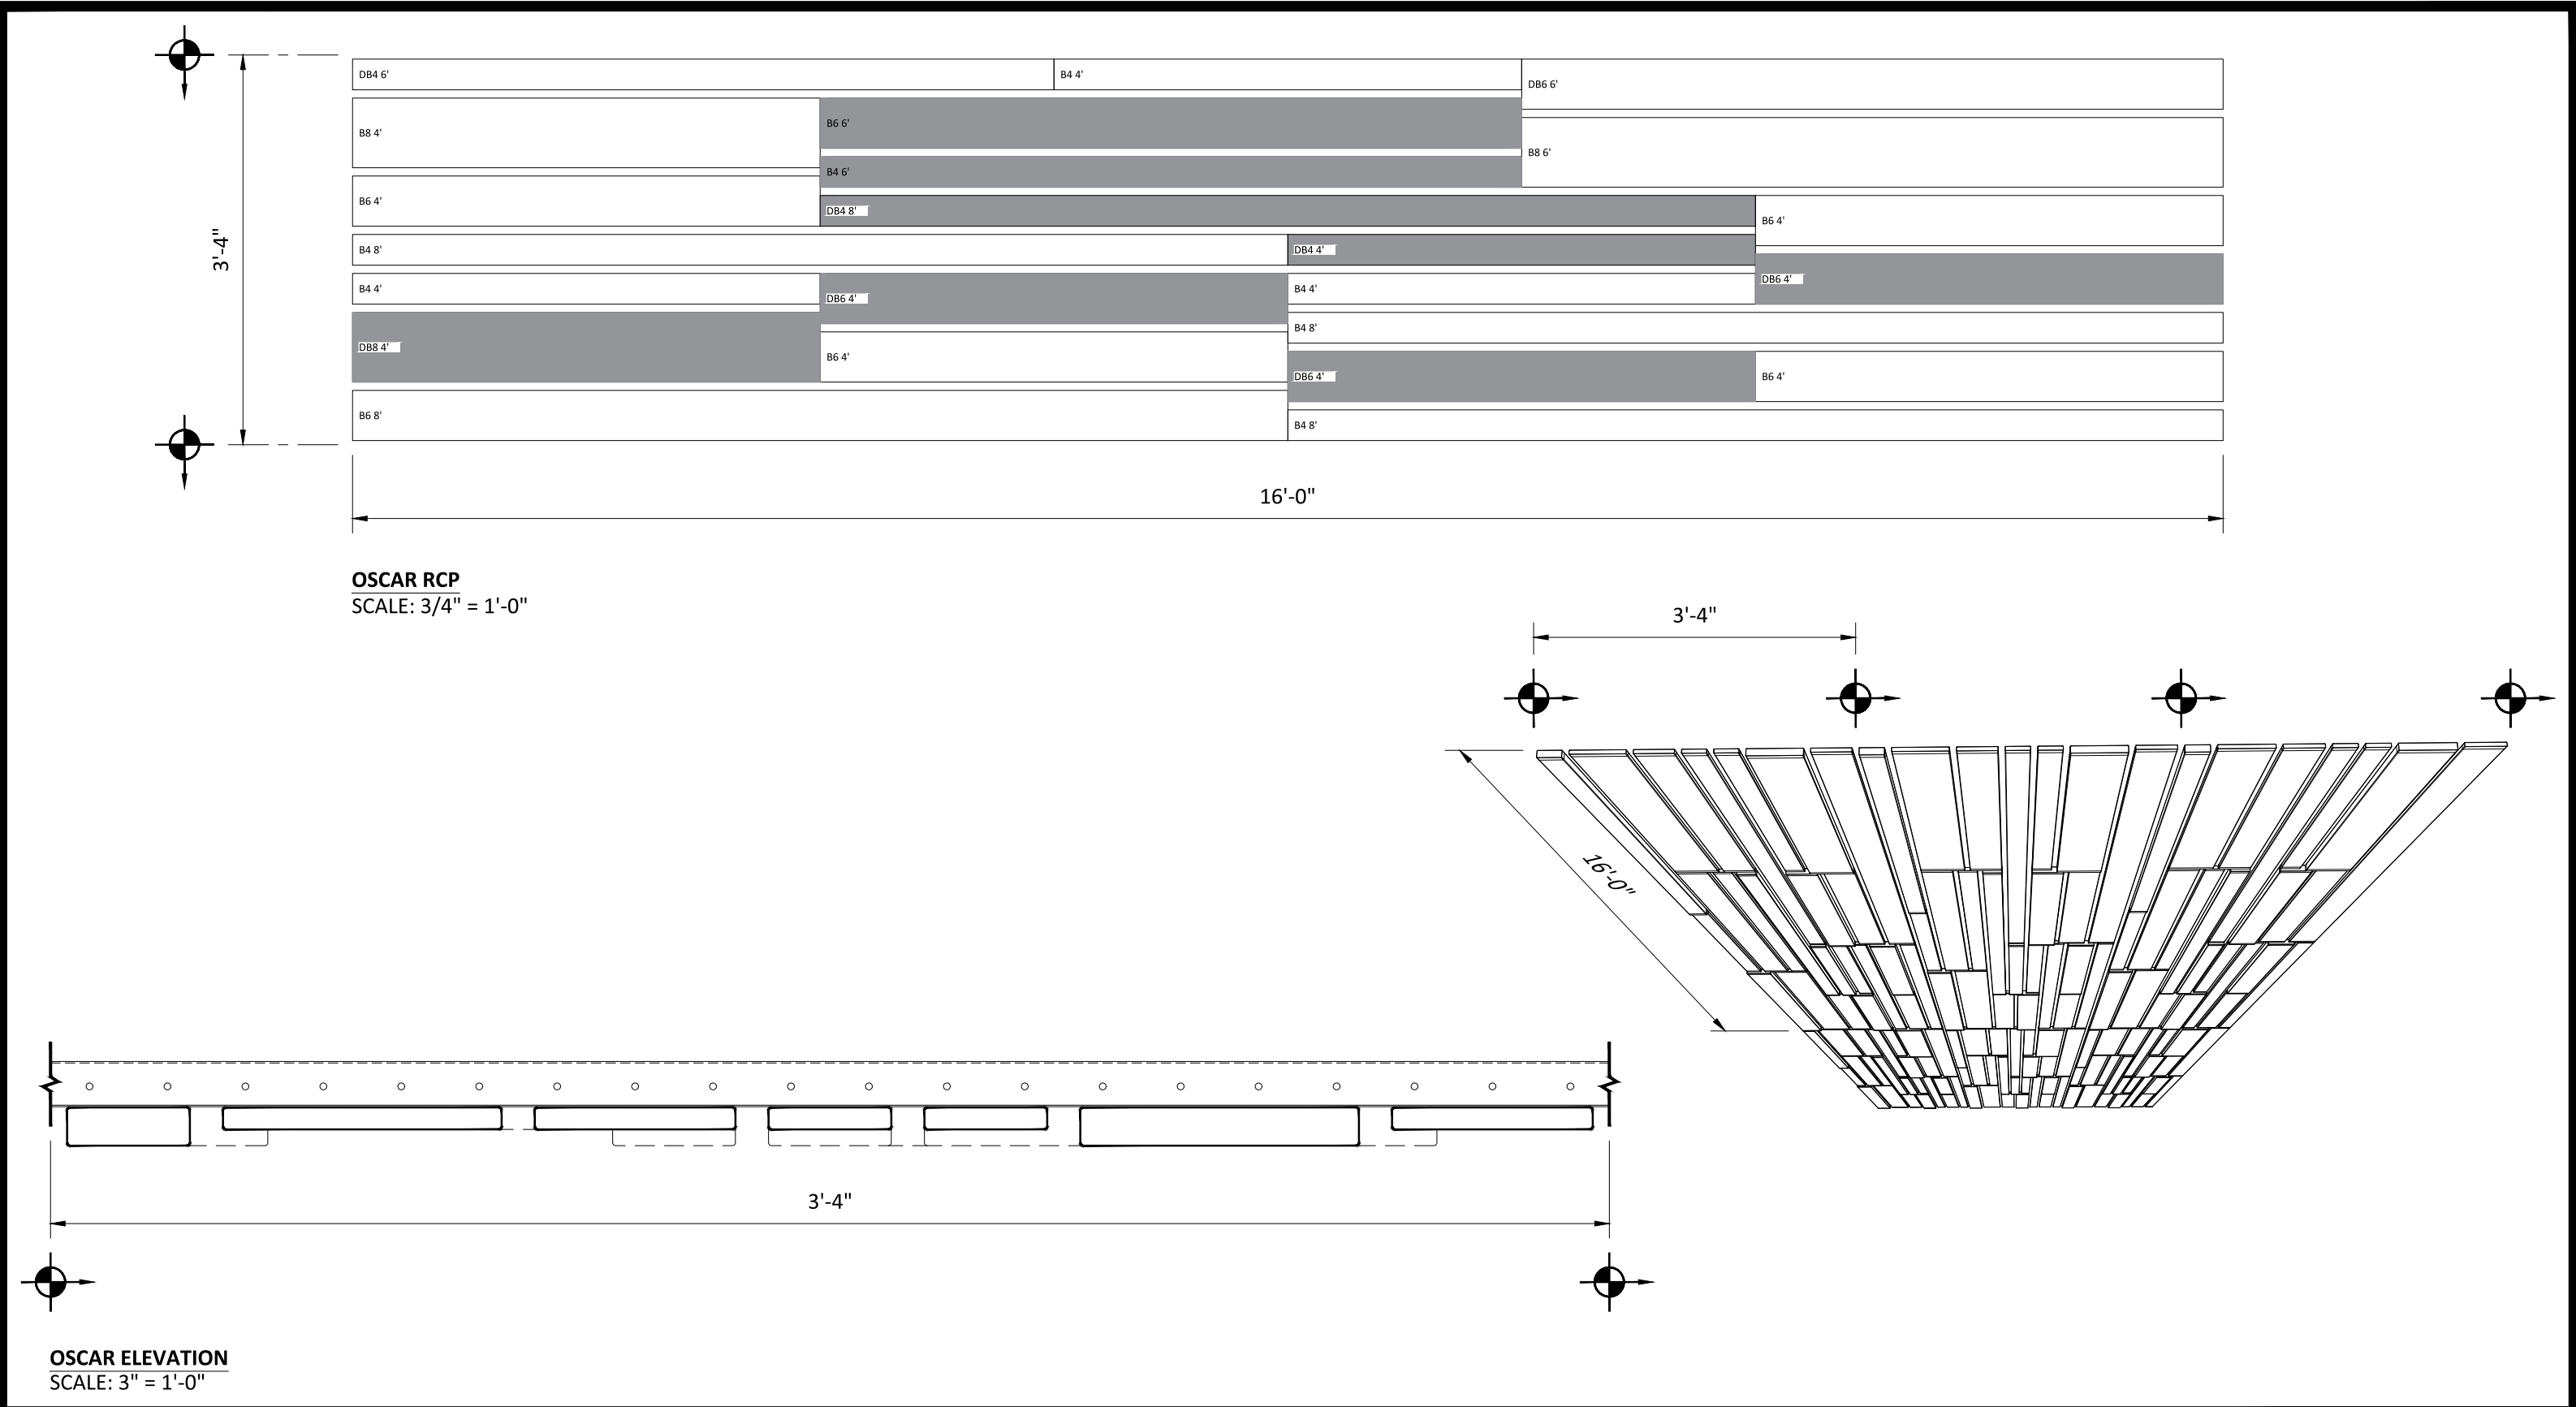 DB4 6'
B4 4'
DB6 6'
B8 4'
B6 6'
B8 6'
B4 6'
B6 4'
DB4 8'
B6 4'
B4 8'
DB4 4'
DB6 4'
B4 4'
DB6 4'
B4 4'
B4 8'
DB8 4'
B6 4'
DB6 4'
B6 4'
B6 8'
B4 8'
3'-4"
16'-0"
OSCAR RCP
SCALE: 3/4" = 1'-0"
3'-4"
16'-0"
3'-4"
OSCAR ELEVATION
SCALE: 3" = 1'-0"